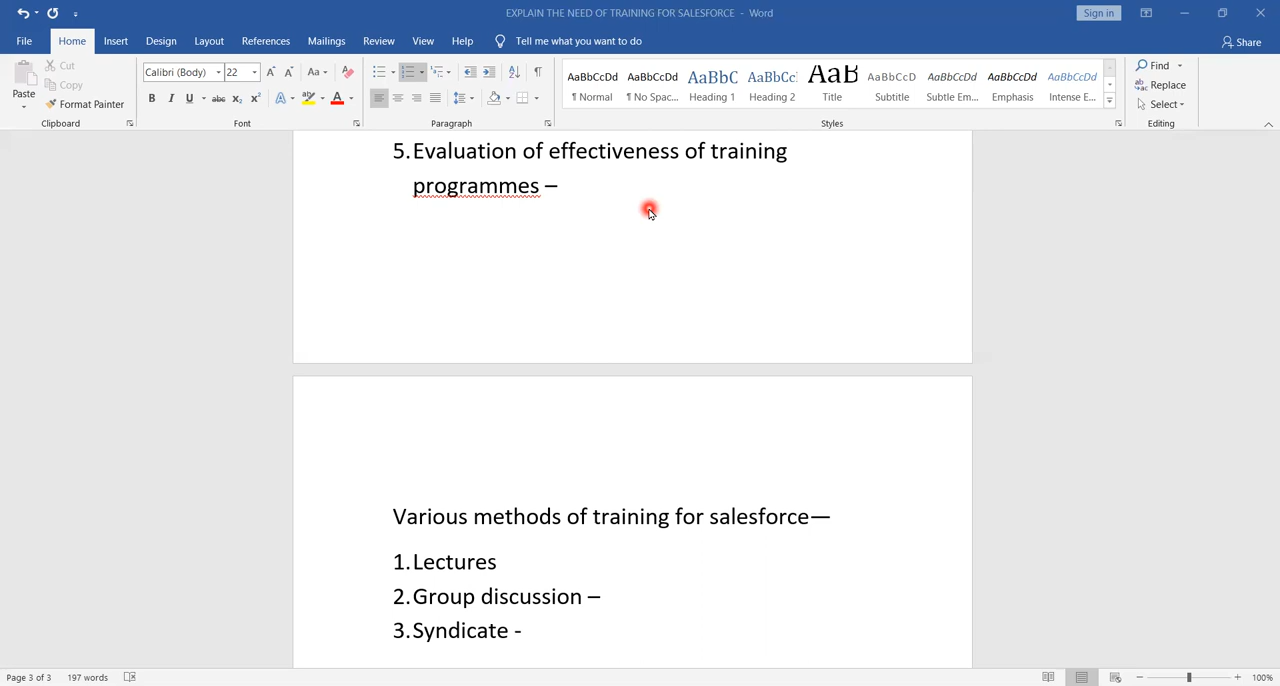 EXPLAIN THE NEED OF TRAINING FOR SALESFORCE - Word
Sign in
File Home Insert Design Layout References Mailings Review View Help Tell me what you want to do
Share
Paste
Cut
Copy
Format Painter
Clipboard
Calibri (Body) 22
Font
Paragraph
AaBbCcDd AaBbCcDd AaBbC AaBbCc AaB AaBbCcD AaBbCcDd AaBbCcDd AaBbCcDd
¶ Normal ¶ No Spac... Heading 1 Heading 2 Title Subtitle Subtle Em... Emphasis Intense E...
Styles
Find
Replace
Select
Editing
5. Evaluation of effectiveness of training
programmes –
Various methods of training for salesforce—
1. Lectures
2. Group discussion –
3. Syndicate -
Page 3 of 3 197 words
100%